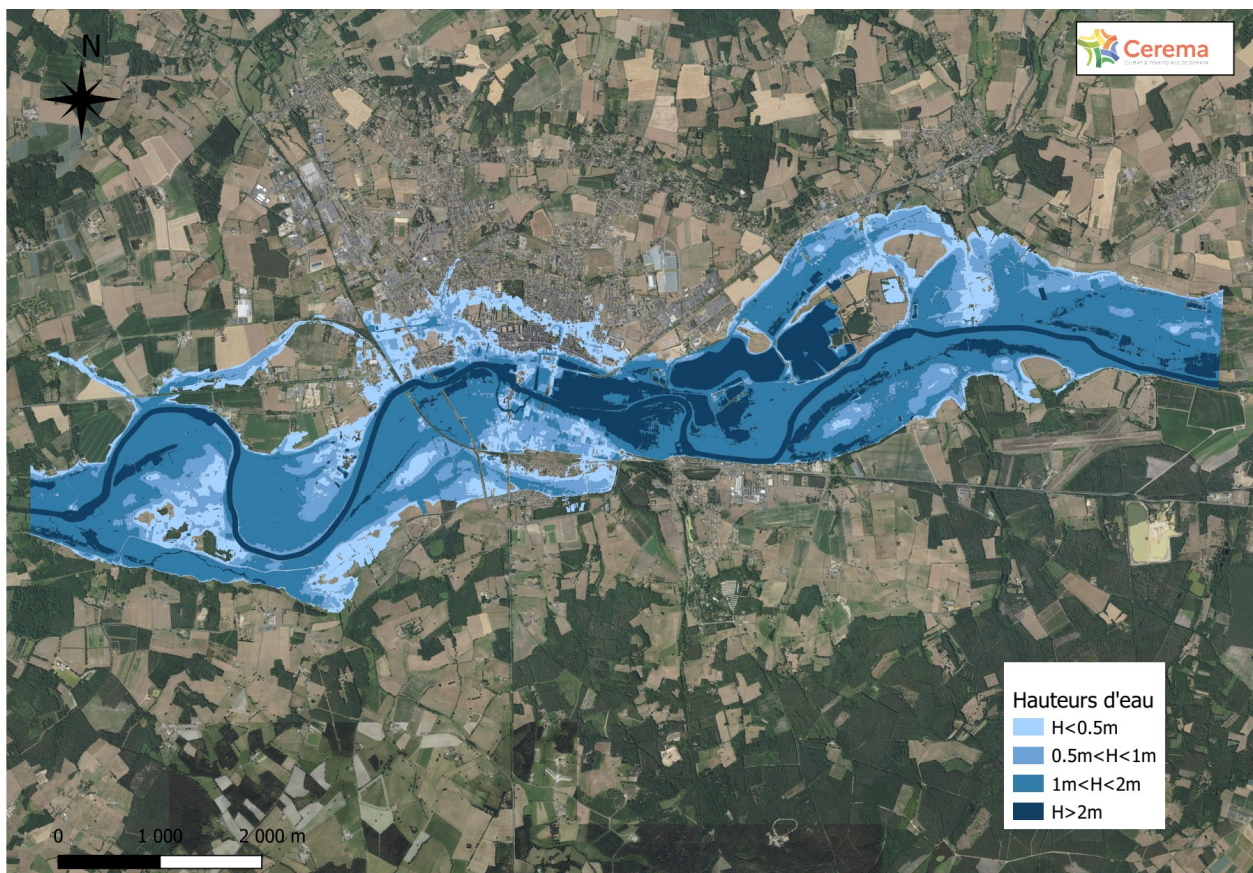 N
Cerema
CLIMAT & TERRITOIRES DE DEMAIN
Hauteurs d'eau
H<0.5m
0.5m<H<1m
1m<H<2m
H>2m
0 1 000 2 000 m